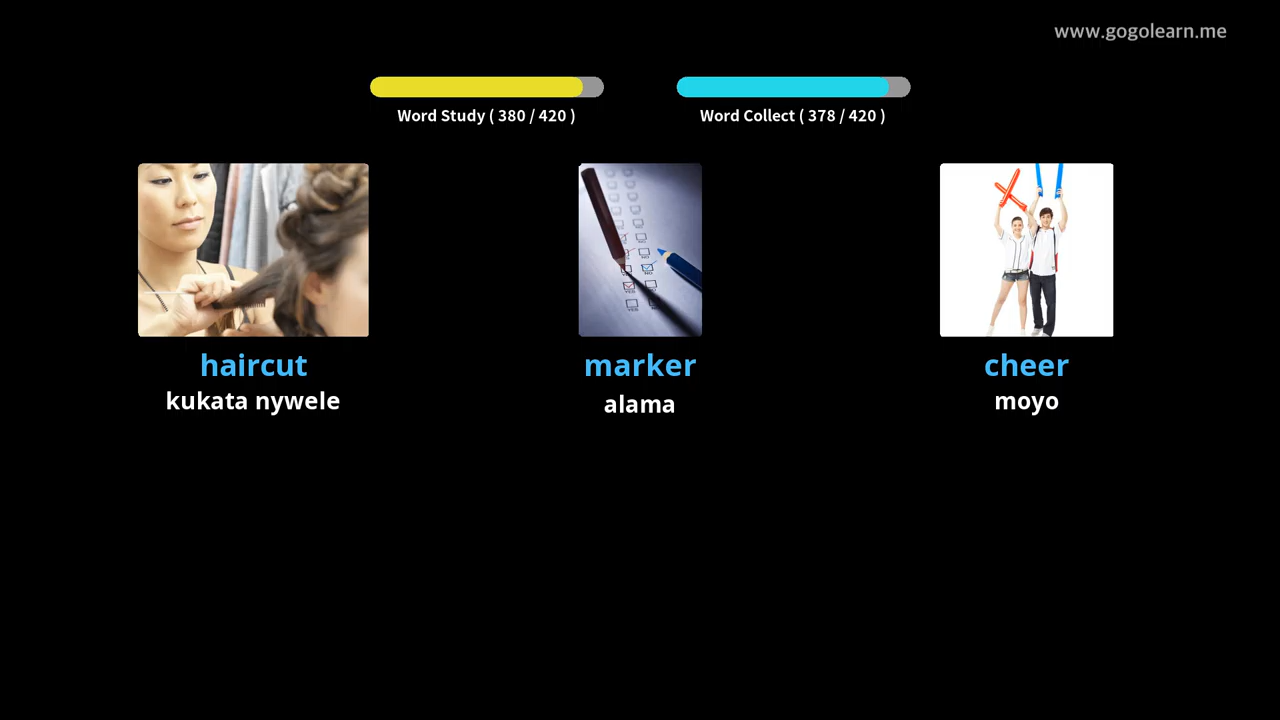 www.gogolearn.me
Word Study ( 380 / 420 )
Word Collect ( 378 / 420 )
haircut
kukata nywele
marker
alama
cheer
moyo